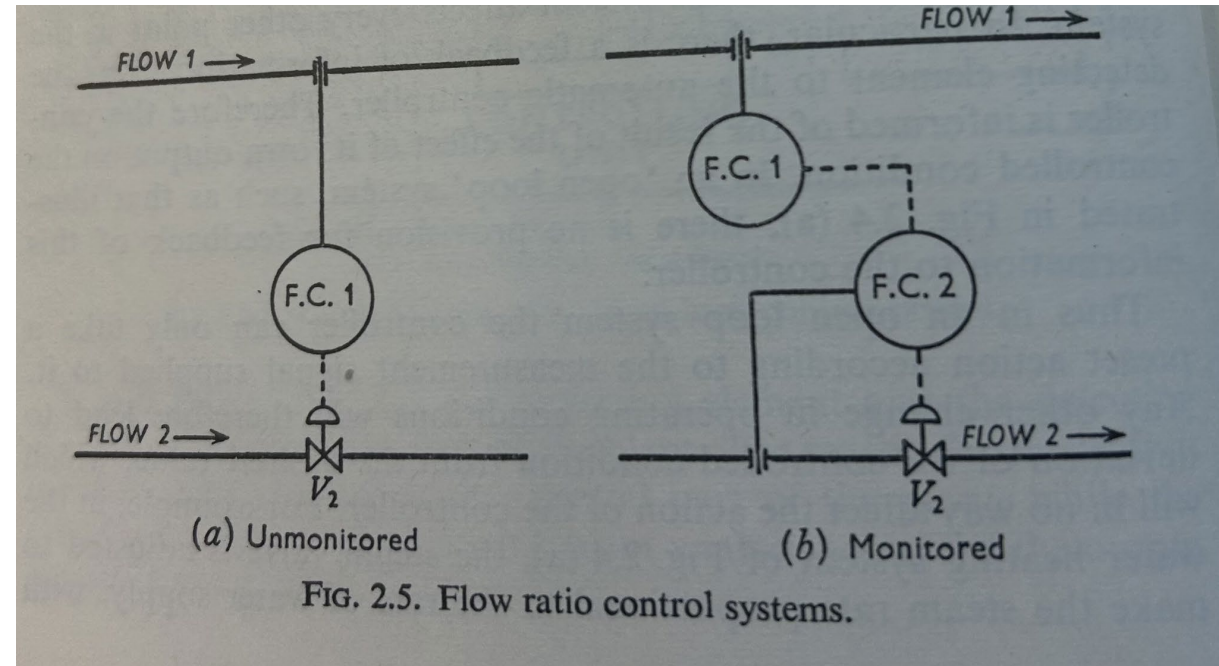 FLOW 1 →
F.C. 1
FLOW 2 →
V₂
(a) Unmonitored
FLOW 1 →
F.C. 1
F.C. 2
FLOW 2 →
V₂
(b) Monitored
FIG. 2.5. Flow ratio control systems.